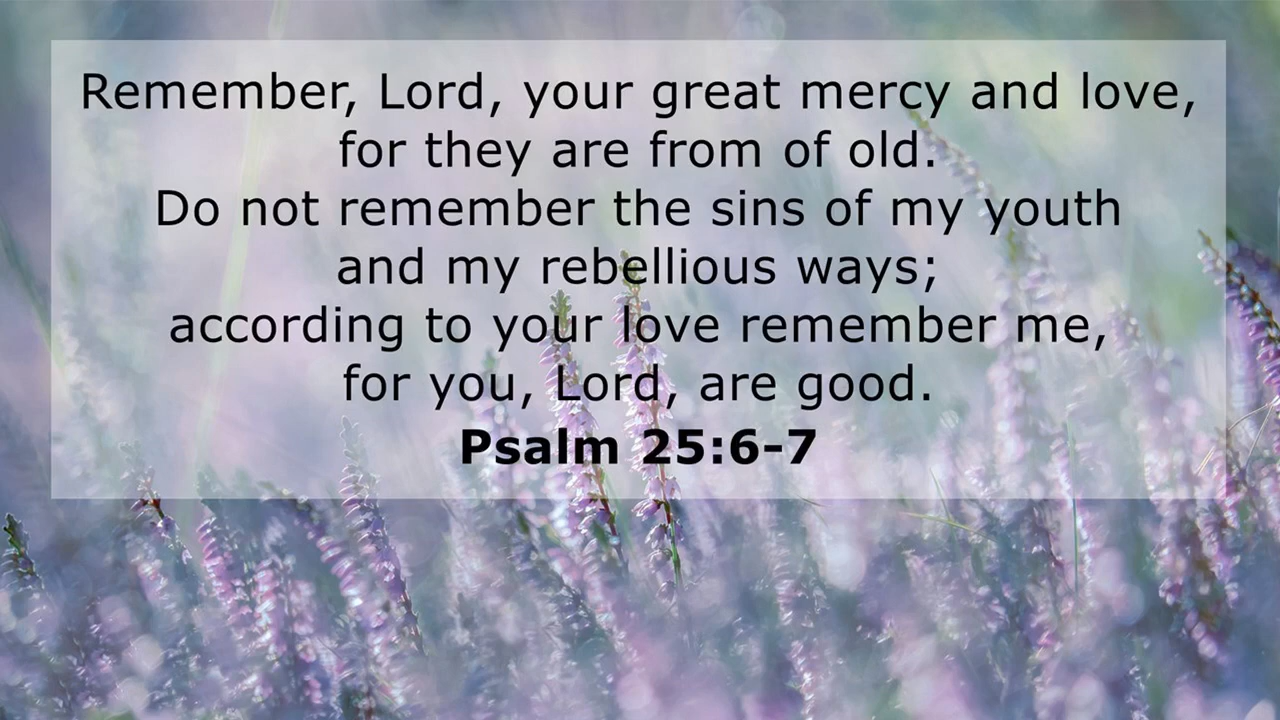 Remember, Lord, your great mercy and love,
for they are from of old.
Do not remember the sins of my youth
and my rebellious ways;
according to your love remember me,
for you, Lord, are good.
Psalm 25:6-7